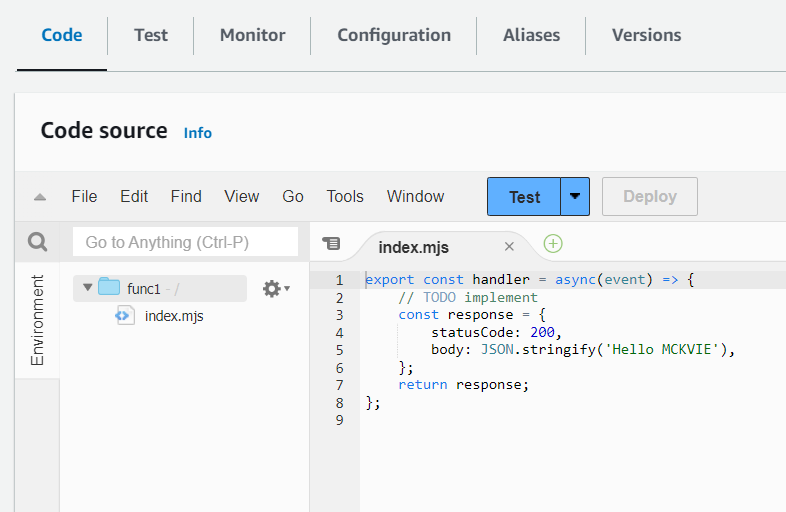 Code Test Monitor Configuration Aliases Versions
Code source Info
File Edit Find View Go Tools Window Test Deploy
Go to Anything (Ctrl-P)
index.mjs
Environment
func1 - /
index.mjs
1 export const handler = async(event) => {
2     // TODO implement
3     const response = {
4         statusCode: 200,
5         body: JSON.stringify('Hello MCKVIE'),
6     };
7     return response;
8 };
9